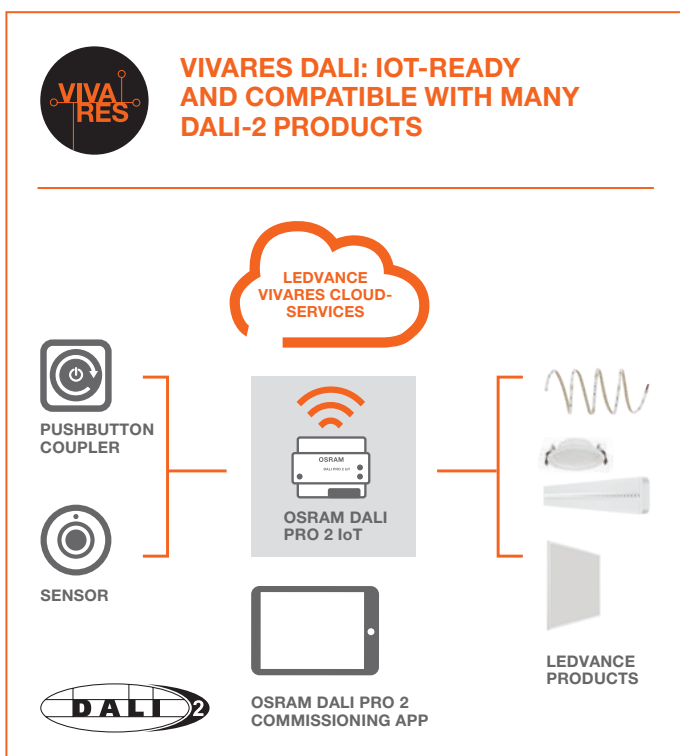 VIVA
RES
VIVARES DALI: IOT-READY
AND COMPATIBLE WITH MANY
DALI-2 PRODUCTS
LEDVANCE
VIVARES CLOUD-
SERVICES
PUSHBUTTON
COUPLER
OSRAM
DALI PRO 2 IoT
OSRAM DALI
PRO 2 IoT
SENSOR
LEDVANCE
PRODUCTS
DALI 2
OSRAM DALI PRO 2
COMMISSIONING APP